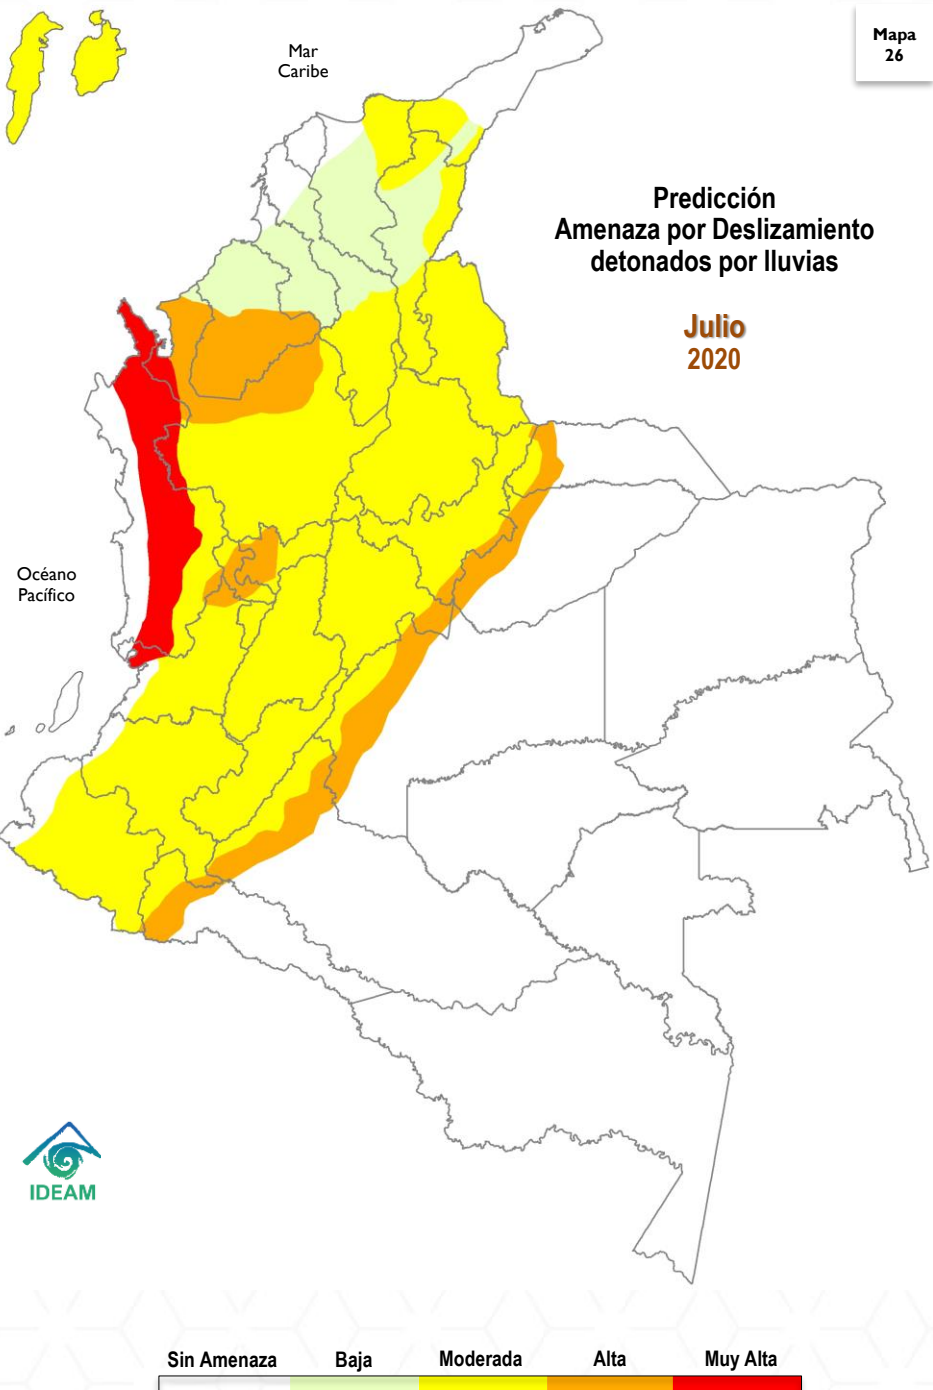 Mapa
26
Mar
Caribe
Predicción
Amenaza por Deslizamiento
detonados por lluvias
Julio
2020
Océano
Pacífico
IDEAM
Sin Amenaza Baja Moderada Alta Muy Alta